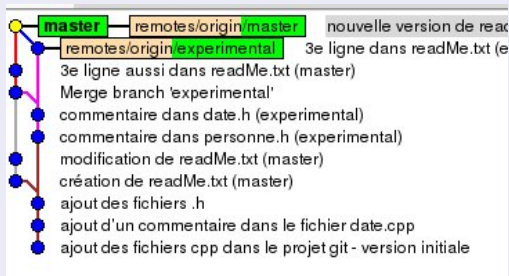 master remotes/origin/master nouvelle version de
remotes/origin/experimental 3e ligne dans readMe.txt
3e ligne aussi dans readMe.txt (master)
Merge branch 'experimental'
commentaire dans date.h (experimental)
commentaire dans personne.h (experimental)
modification de readMe.txt (master)
création de readMe.txt (master)
ajout des fichiers .h
ajout d'un commentaire dans le fichier date.cpp
ajout des fichiers cpp dans le projet git - version initiale